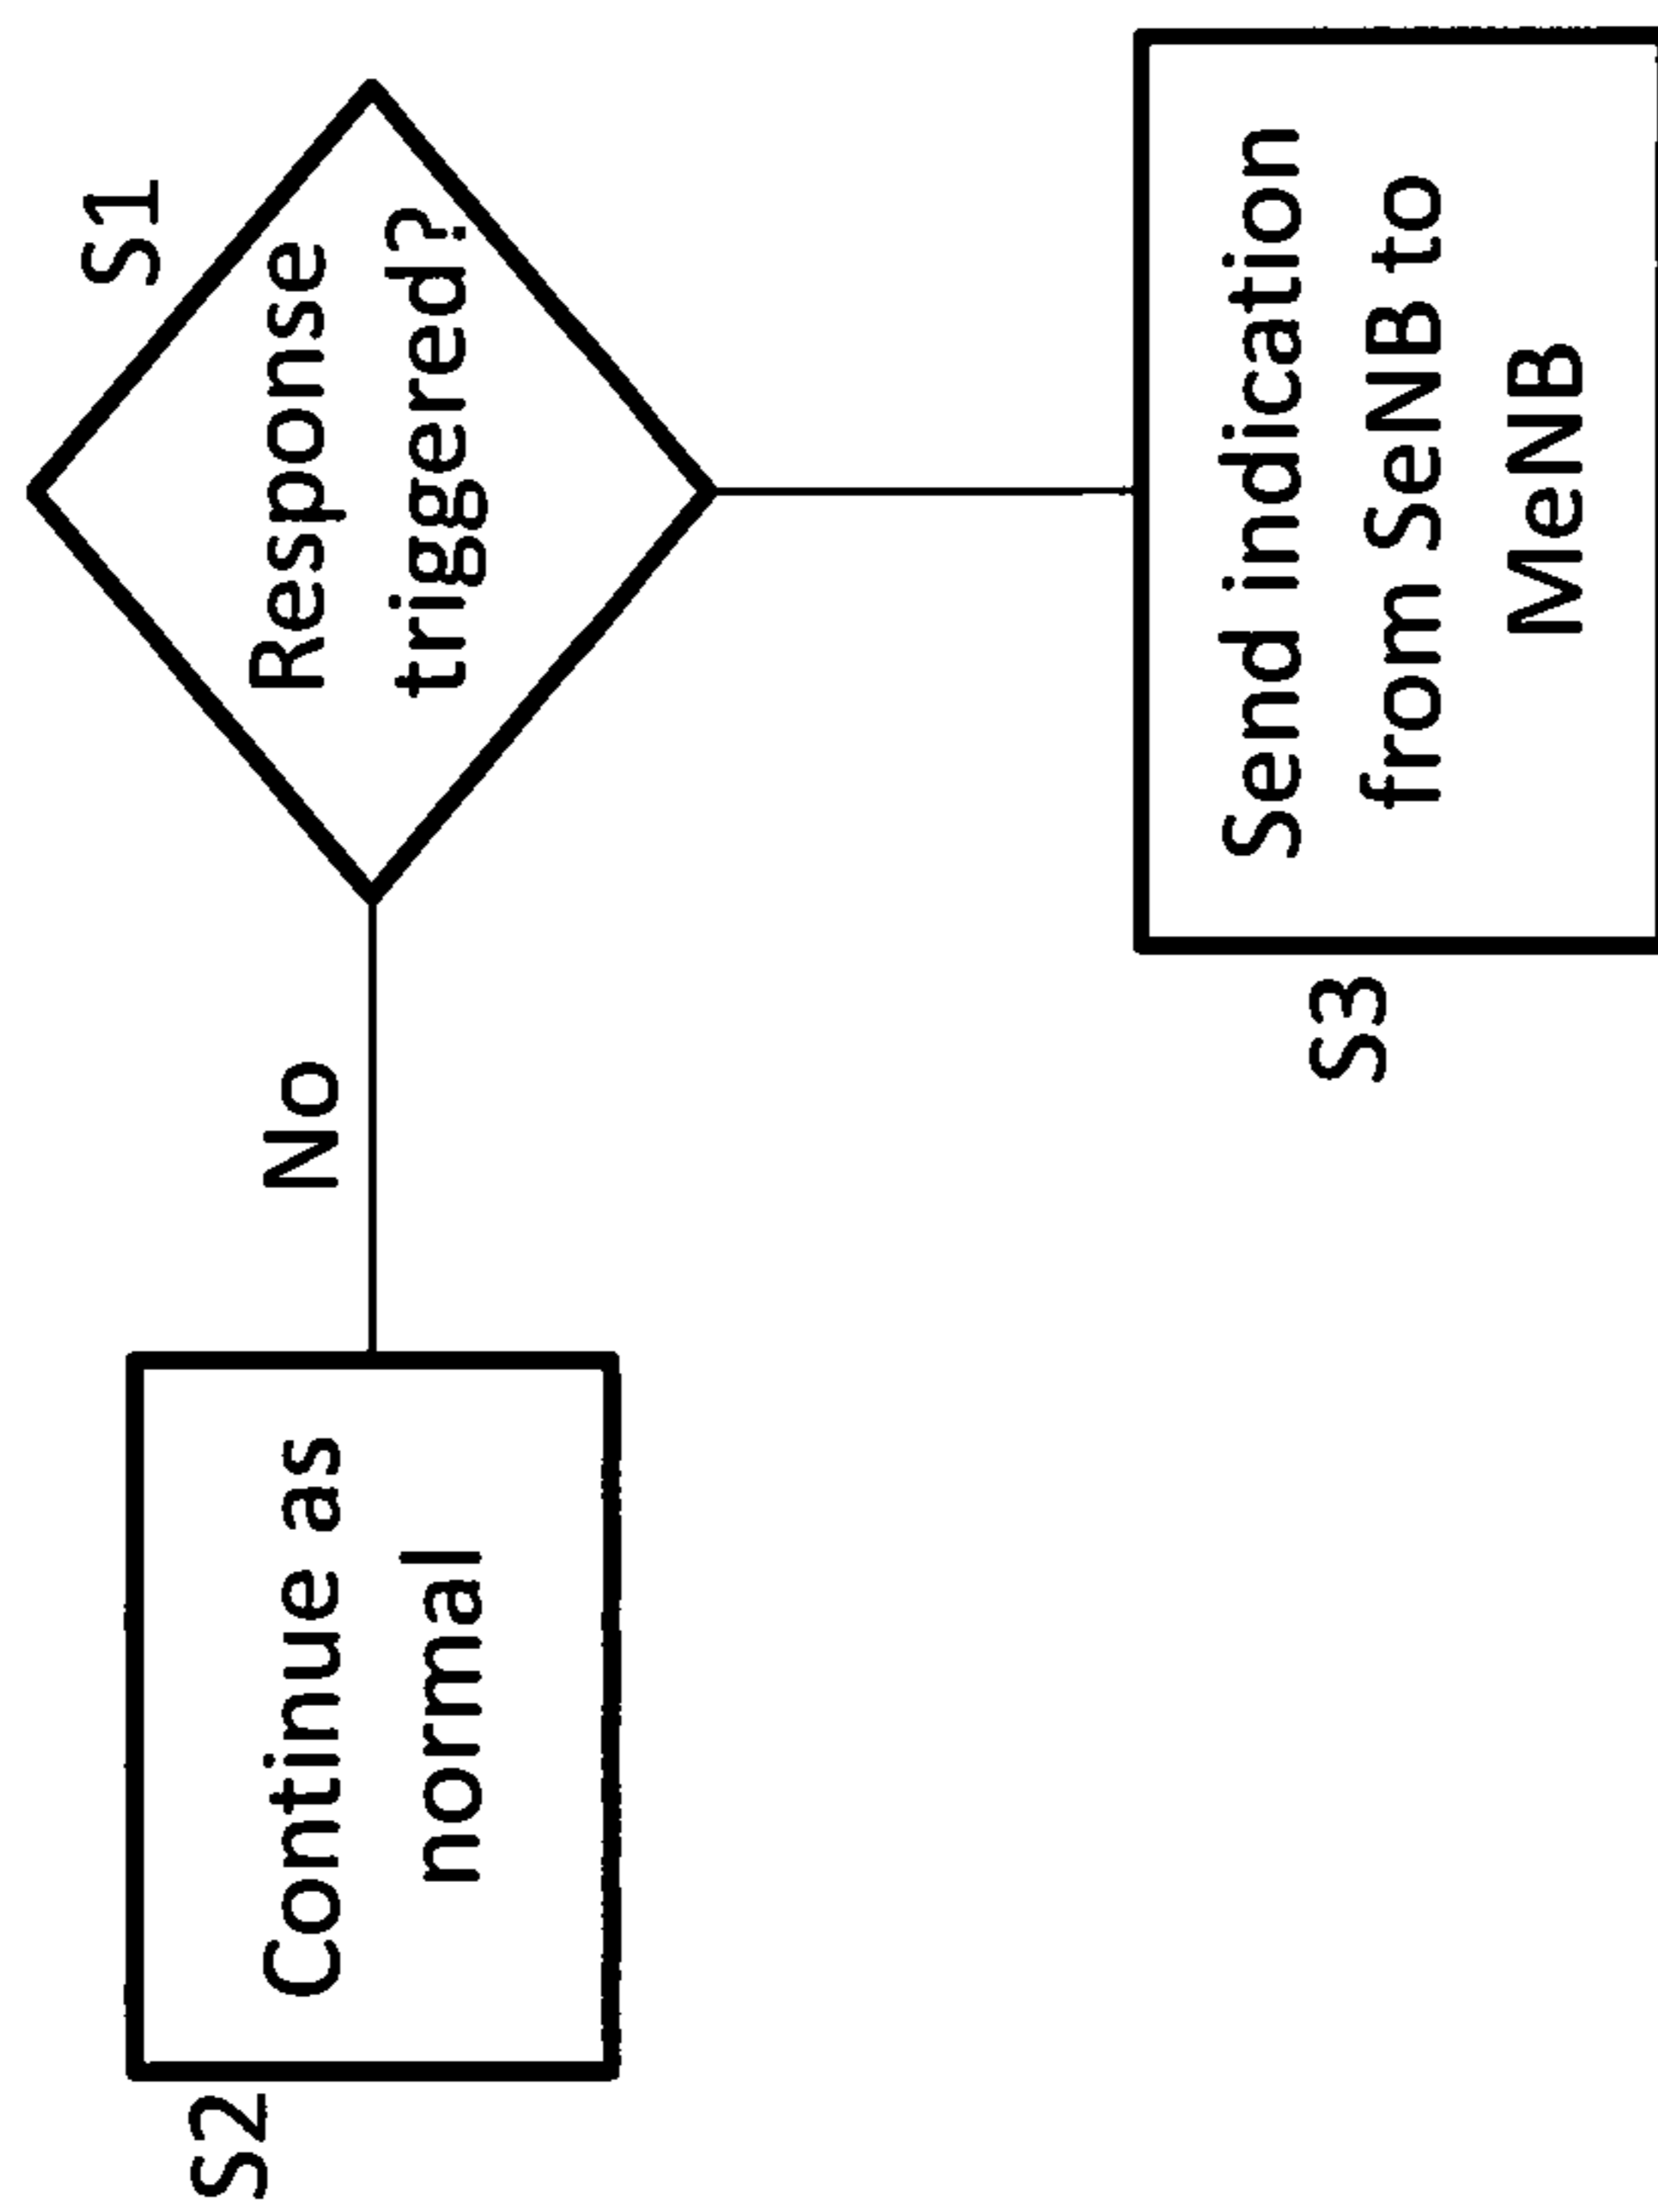 S1
Response
triggered?
No
Continue as
normal
S2
Send indication
from SeNB to
MeNB
S3